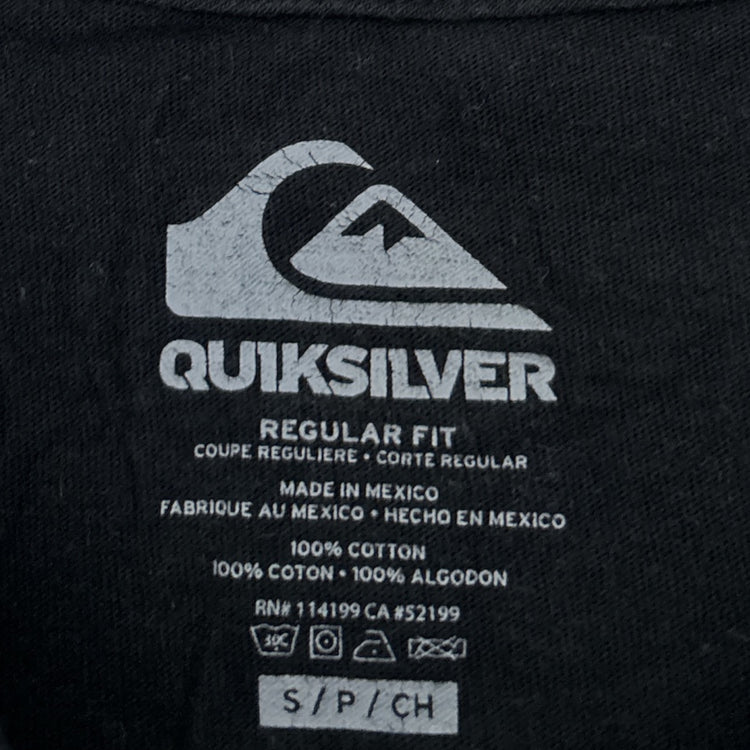 QUIKSILVER
REGULAR FIT
COUPE REGULIERE • CORTE REGULAR
MADE IN MEXICO
FABRIQUE AU MEXICO • HECHO EN MEXICO
100% COTTON
100% COTON • 100% ALGODON
RN# 114199 CA #52199
30C
S / P / CH